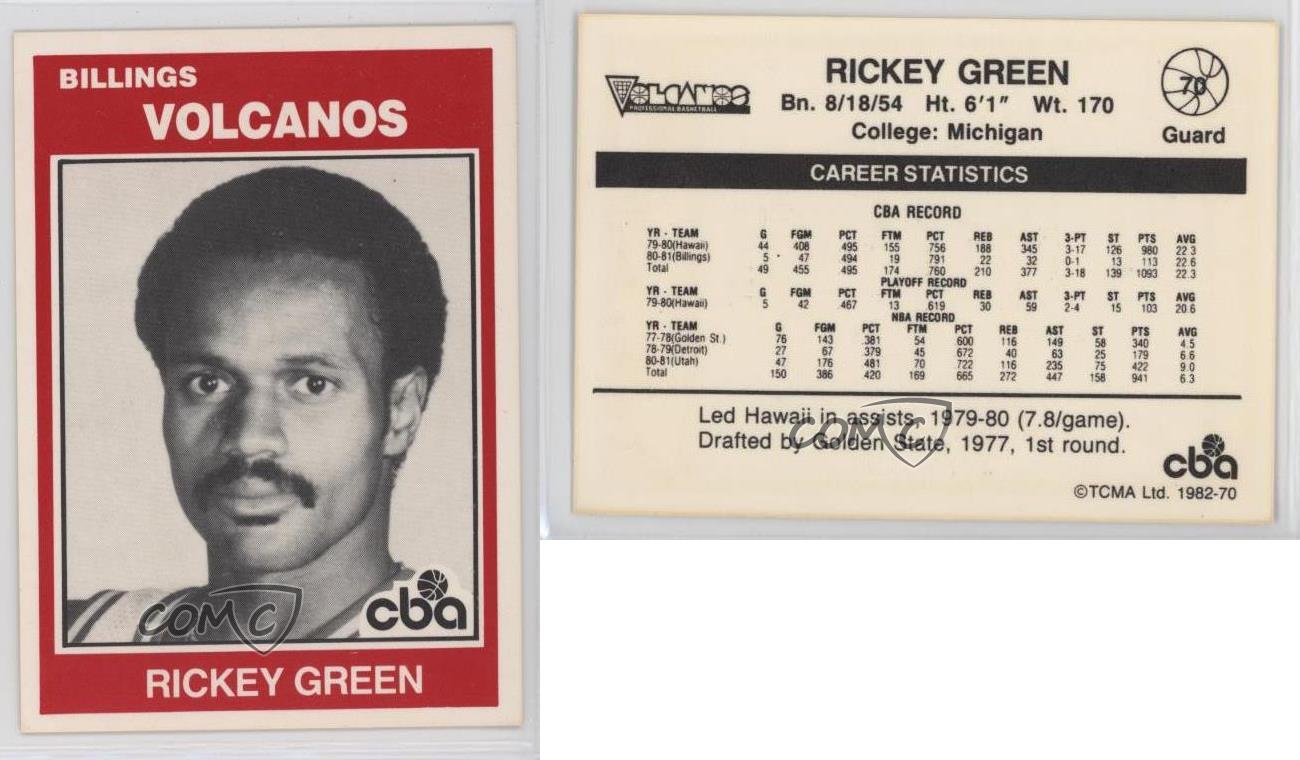 BILLINGS
VOLCANOS
cba
COMC
RICKEY GREEN
VOLCANOS
PROFESSIONAL BASKETBALL
RICKEY GREEN
Bn. 8/18/54 Ht. 6'1" Wt. 170
College: Michigan
70
Guard
CAREER STATISTICS
CBA RECORD
YR - TEAM G FGM PCT FTM PCT REB AST 3-PT ST PTS AVG
79-80(Hawaii) 44 408 495 155 756 188 345 3-17 126 980 22.3
80-81(Billings) 5 47 494 19 791 22 32 0-1 13 113 22.6
Total 49 455 495 174 760 210 377 3-18 139 1093 22.3
PLAYOFF RECORD
YR - TEAM G FGM PCT FTM PCT REB AST 3-PT ST PTS AVG
79-80(Hawaii) 5 42 467 13 619 30 59 2-4 15 103 20.6
NBA RECORD
YR - TEAM G FGM PCT FTM PCT REB AST ST PTS AVG
77-78(Golden St.) 76 143 .381 54 600 116 149 58 340 4.5
78-79(Detroit) 27 67 379 45 672 40 63 25 179 6.6
80-81(Utah) 47 176 481 70 722 116 235 75 422 9.0
Total 150 386 420 169 665 272 447 158 941 6.3
Led Hawaii in assists, 1979-80 (7.8/game).
Drafted by Golden State, 1977, 1st round.
COMC
cba
©TCMA Ltd. 1982-70